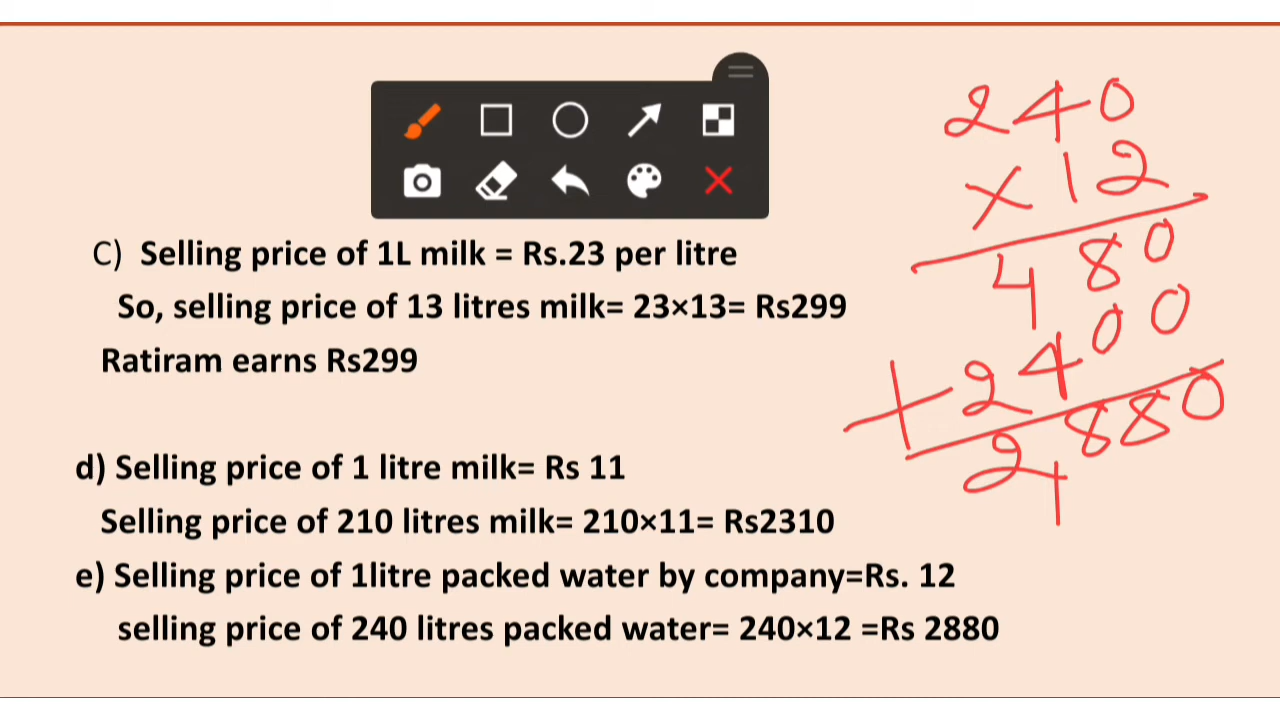 C) Selling price of 1L milk = Rs.23 per litre
So, selling price of 13 litres milk= 23×13= Rs299
Ratiram earns Rs299
d) Selling price of 1 litre milk= Rs 11
Selling price of 210 litres milk= 210×11= Rs2310
e) Selling price of 1litre packed water by company=Rs. 12
selling price of 240 litres packed water= 240×12 =Rs 2880
240
×12
480
+2400
2,880